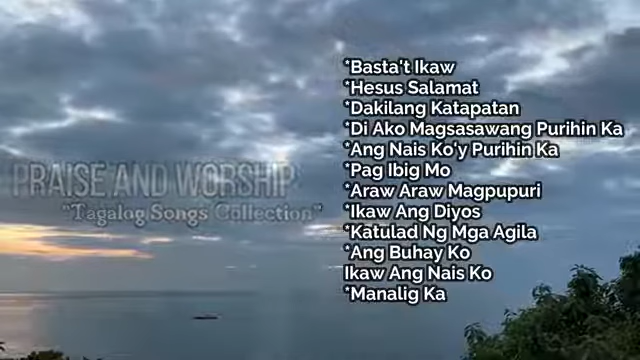 PRAISE AND WORSHIP
"Tagalog Songs Collection"
*Basta't Ikaw
*Hesus Salamat
*Dakilang Katapatan
*Di Ako Magsasawang Purihin Ka
*Ang Nais Ko'y Purihin Ka
*Pag Ibig Mo
*Araw Araw Magpupuri
*Ikaw Ang Diyos
*Katulad Ng Mga Agila
*Ang Buhay Ko
Ikaw Ang Nais Ko
*Manalig Ka